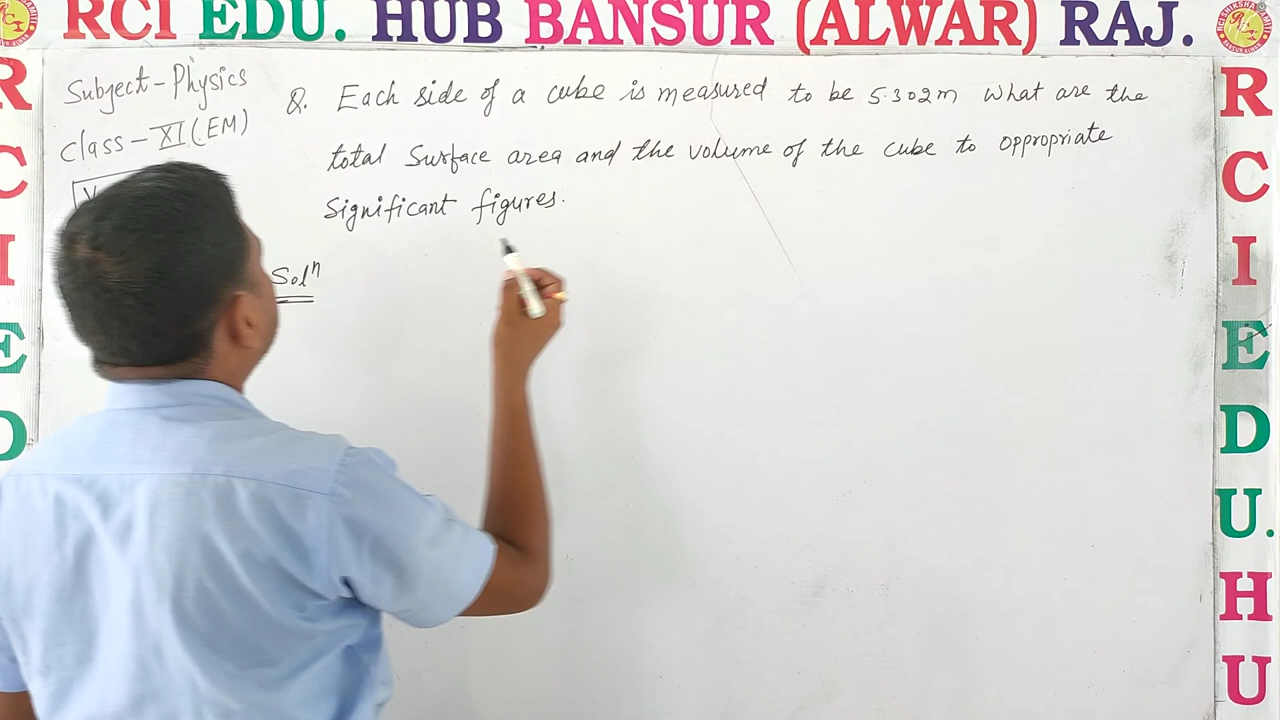 RCI EDU. HUB BANSUR (ALWAR) RAJ.
Subject-Physics
Class-XI(.EM)
Q. Each side of a cube is measured to be 5.302m What are the
total Surface area and the volume of the cube to oppropriate
Significant figures.
Solⁿ
R
C
I
E
D
R
C
I
E
D
U.
H
U